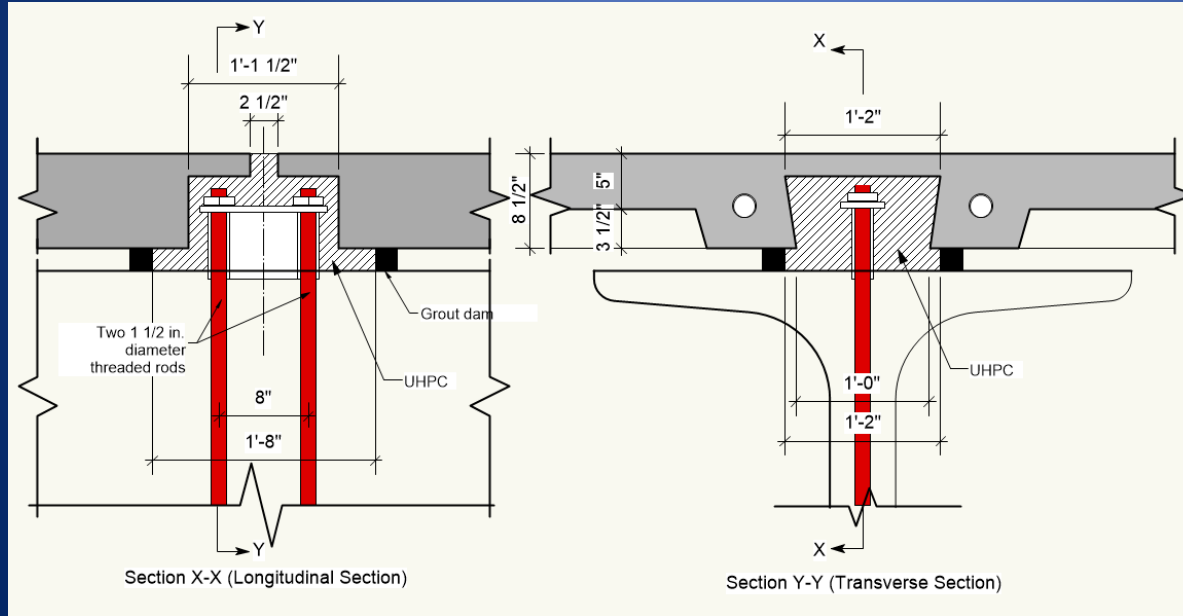 Y
1'-1 1/2"
2 1/2"
Two 1 1/2 in.
diameter
threaded rods
Grout dam
UHPC
8"
1'-8"
Y
Section X-X (Longitudinal Section)
X
1'-2"
8 1/2"
5"
3 1/2"
UHPC
1'-0"
1'-2"
X
Section Y-Y (Transverse Section)